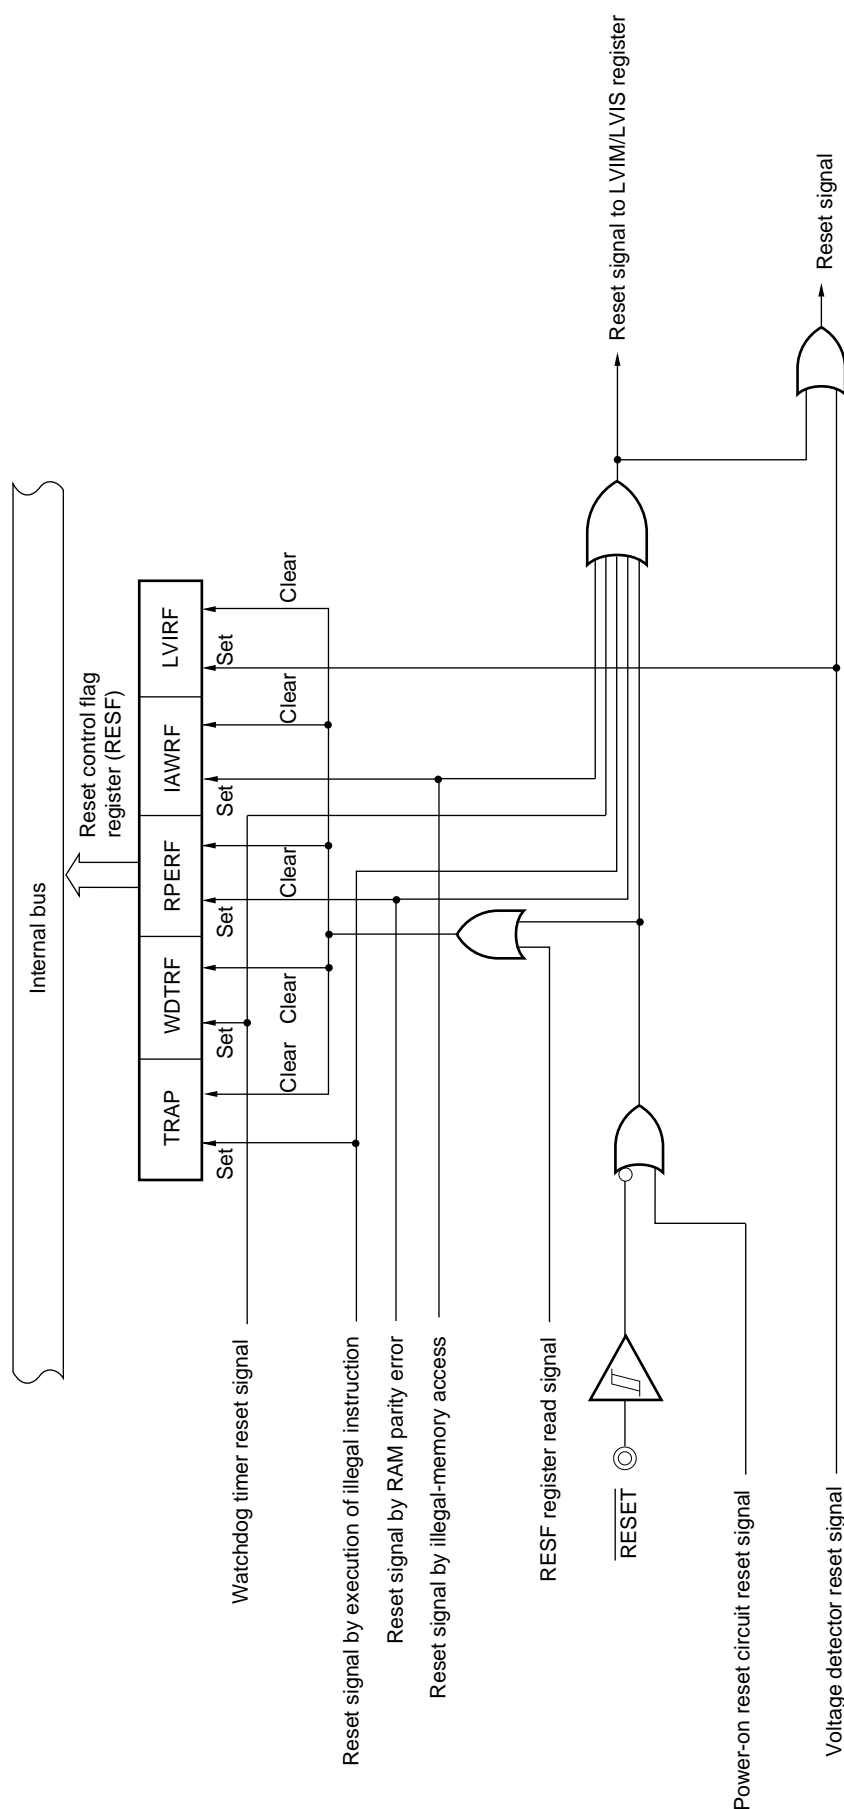 Internal bus
Reset control flag
register (RESF)
TRAP
WDTRF
RPERF
IAWRF
LVIRF
Set
Clear
Set
Clear
Set
Clear
Set
Clear
Set
Clear
Watchdog timer reset signal
Reset signal by execution of illegal instruction
Reset signal by RAM parity error
Reset signal by illegal-memory access
RESF register read signal
RESET
Power-on reset circuit reset signal
Voltage detector reset signal
Reset signal to LVIM/LVIS register
Reset signal